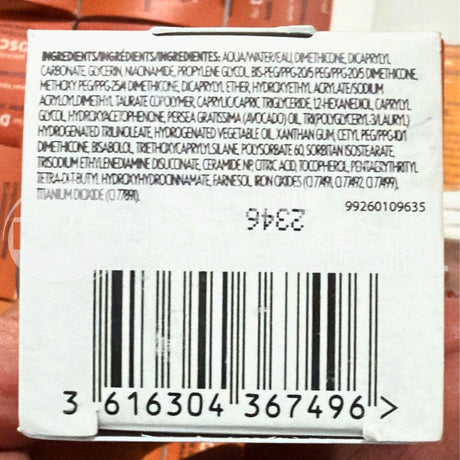 INGREDIENTS/INGRÉDIENTS/INGREDIENTES: AQUA/WATER/EAU, DIMETHICONE, DICAPRYLYL
CARBONATE, GLYCERIN, NIACINAMIDE, PROPYLENE GLYCOL, BIS-PEG/PPG-20/5 PEG/PPG-20/5 DIMETHICONE,
METHOXY PEG/PPG-25/4 DIMETHICONE, DICAPRYLYL ETHER, HYDROXYETHYL ACRYLATE/SODIUM
ACRYLOYLDIMETHYL TAURATE COPOLYMER, CAPRYLIC/CAPRIC TRIGLYCERIDE, 1,2-HEXANEDIOL, CAPRYLYL
GLYCOL, HYDROXYACETOPHENONE, PERSEA GRATISSIMA (AVOCADO) OIL, TRI(POLYGLYCERYL-3/LAURYL)
HYDROGENATED TRILINOLEATE, HYDROGENATED VEGETABLE OIL, XANTHAN GUM, CETYL PEG/PPG-10/1
DIMETHICONE, BISABOLOL, TRIETHOXYCAPRYLYLSILANE, POLYSORBATE 60, SORBITAN ISOSTEARATE,
TRISODIUM ETHYLENEDIAMINE DISUCCINATE, CERAMIDE NP, CITRIC ACID, TOCOPHEROL, PENTAERYTHRITYL
TETRA-DI-T-BUTYL HYDROXYHYDROCINNAMATE, FARNESOL, IRON OXIDES (CI 77491, CI 77492, CI 77499),
TITANIUM DIOXIDE (CI 77891).
2346
99260109635
3 616304 367496 >